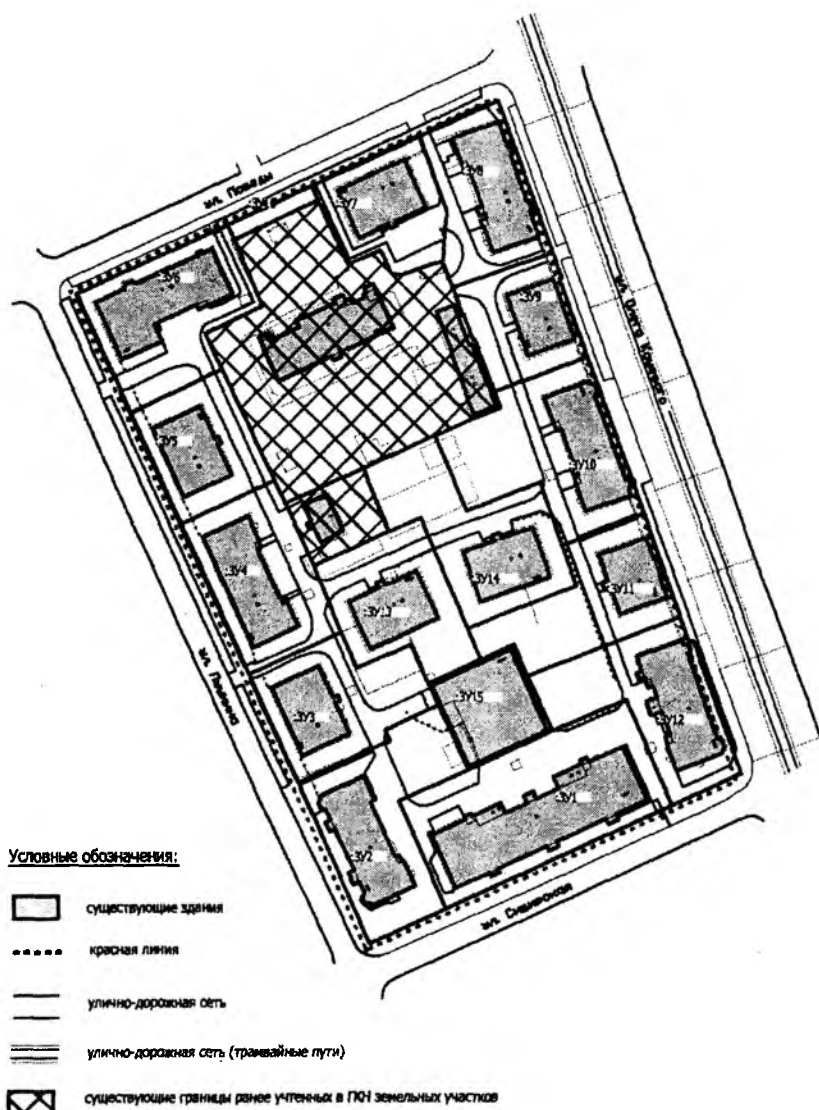 ул. Победы
:ЗУ8
:ЗУ7
:ЗУ6
:ЗУ9
:ЗУ5
:ЗУ10
:ЗУ4
:ЗУ14
:ЗУ11
:ЗУ13
ул. Ленина
:ЗУ3
:ЗУ15
:ЗУ12
:ЗУ1
:ЗУ2
Условные обозначения:
существующие здания
красная линия
улично-дорожная сеть
улично-дорожная сеть (трамвайные пути)
существующие границы ранее учтенных в ГКН земельных участков